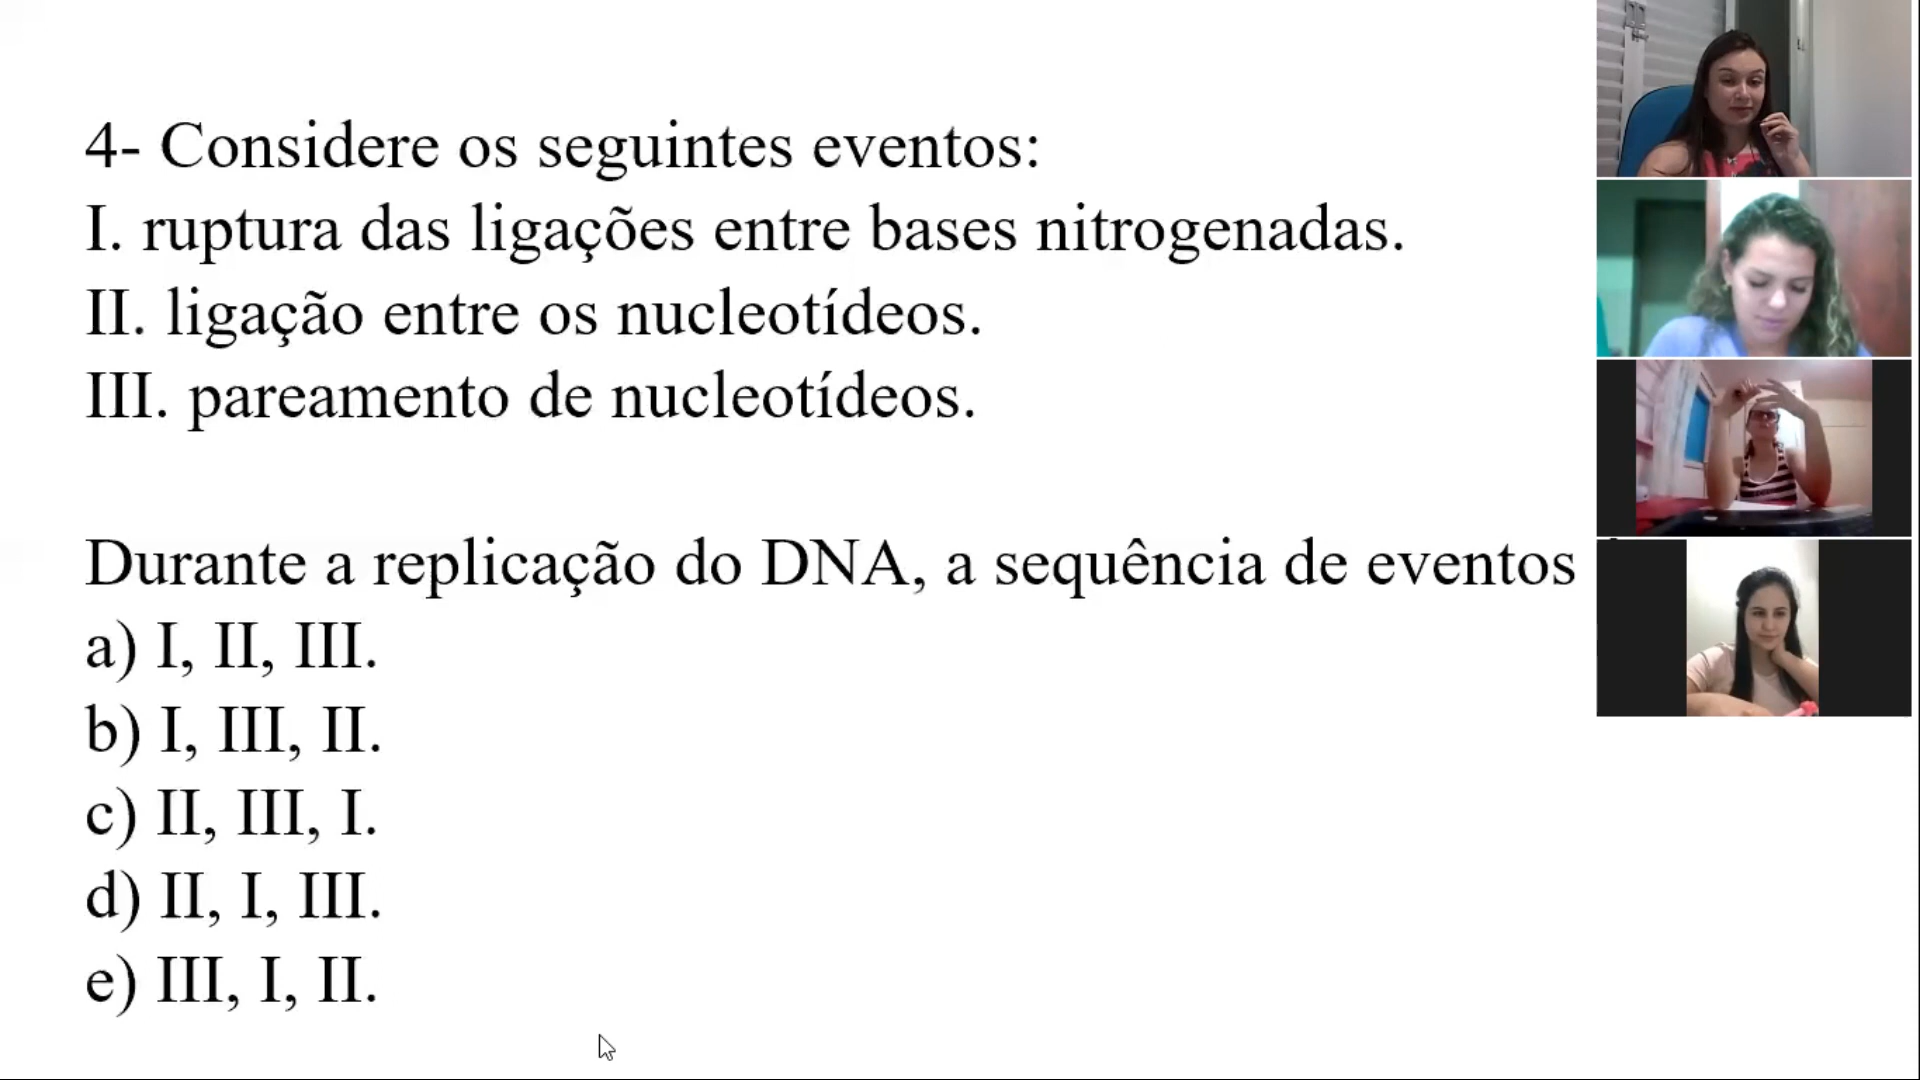 4- Considere os seguintes eventos:
I. ruptura das ligações entre bases nitrogenadas.
II. ligação entre os nucleotídeos.
III. pareamento de nucleotídeos.
Durante a replicação do DNA, a sequência de eventos
a) I, II, III.
b) I, III, II.
c) II, III, I.
d) II, I, III.
e) III, I, II.